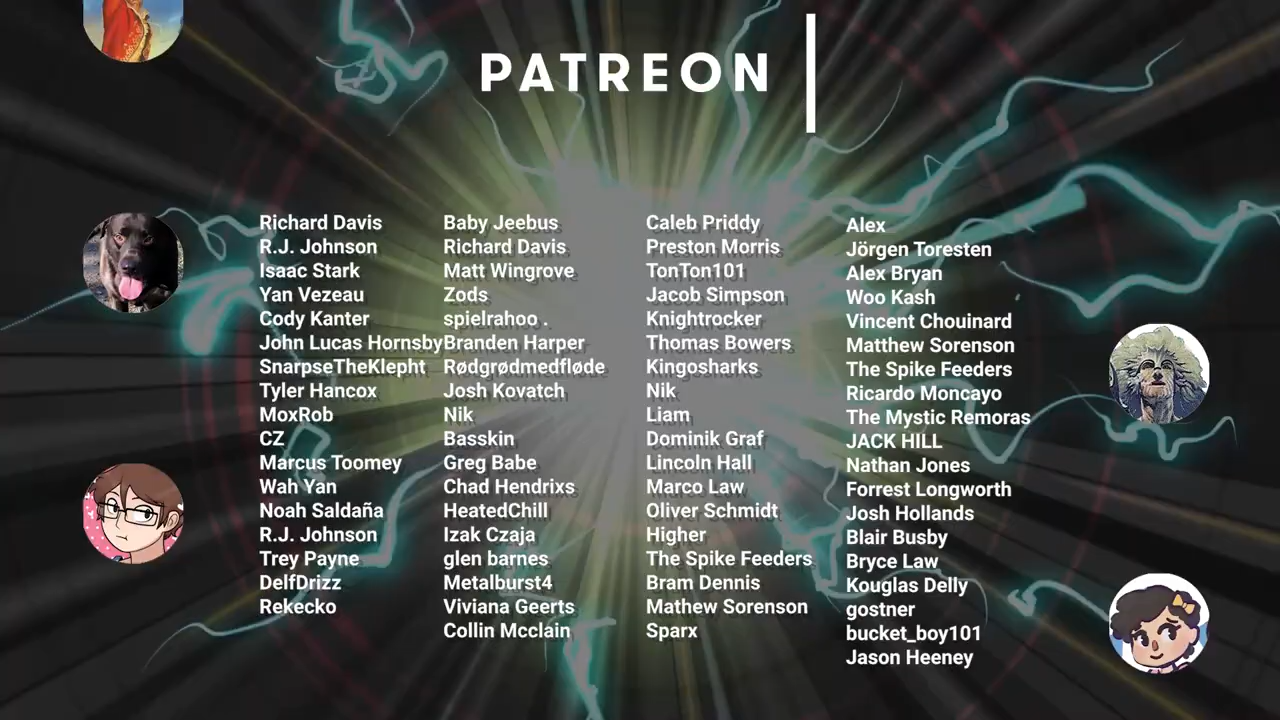 PATREON
Richard Davis
R.J. Johnson
Isaac Stark
Yan Vezeau
Cody Kanter
John Lucas Hornsby
SnarpseTheKlepht
Tyler Hancox
MoxRob
CZ
Marcus Toomey
Wah Yan
Noah Saldaña
R.J. Johnson
Trey Payne
DelfDrizz
Rekecko
Baby Jeebus
Richard Davis
Matt Wingrove
Zods
spielrahoo .
Branden Harper
Rødgrødmedfløde
Josh Kovatch
Nik
Basskin
Greg Babe
Chad Hendrixs
HeatedChill
Izak Czaja
glen barnes
Metalburst4
Viviana Geerts
Collin Mcclain
Caleb Priddy
Preston Morris
TonTon101
Jacob Simpson
Knightrocker
Thomas Bowers
Kingosharks
Nik
Liam
Dominik Graf
Lincoln Hall
Marco Law
Oliver Schmidt
Higher
The Spike Feeders
Bram Dennis
Mathew Sorenson
Sparx
Alex
Jörgen Toresten
Alex Bryan
Woo Kash
Vincent Chouinard
Matthew Sorenson
The Spike Feeders
Ricardo Moncayo
The Mystic Remoras
JACK HILL
Nathan Jones
Forrest Longworth
Josh Hollands
Blair Busby
Bryce Law
Kouglas Delly
gostner
bucket_boy101
Jason Heeney